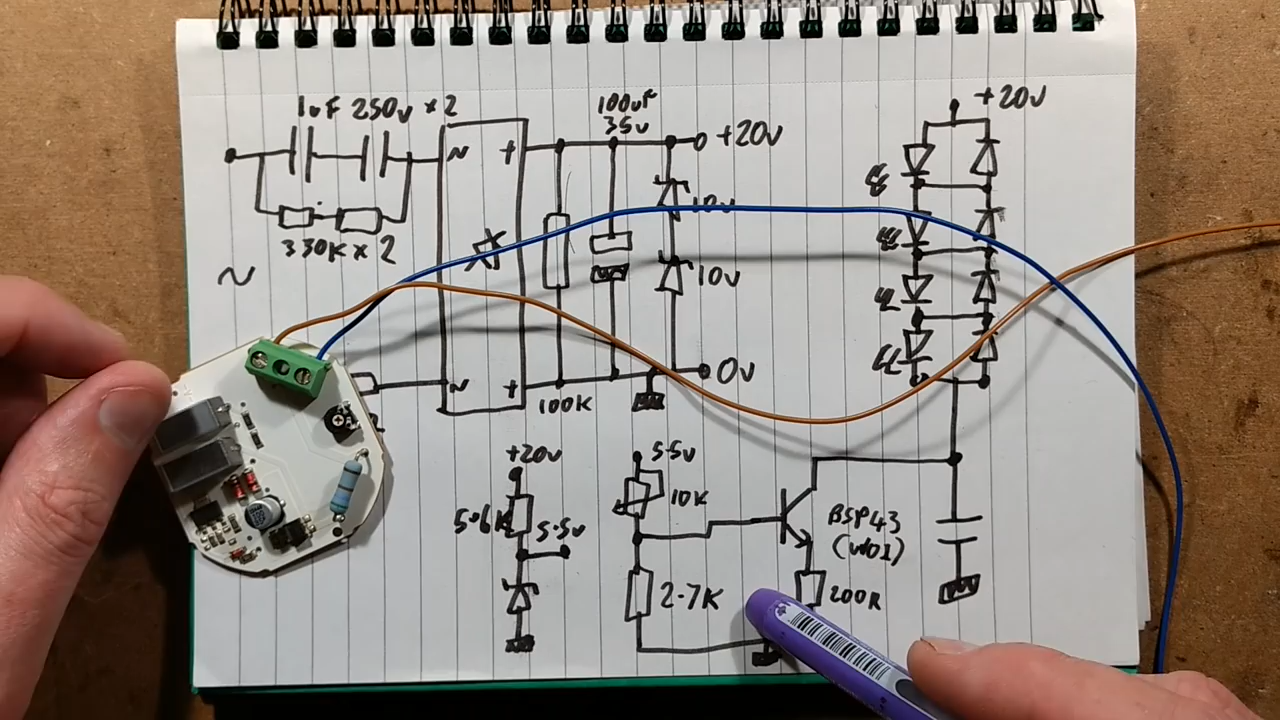 1uF 250v × 2
100uF
35v
+20v
+20v
~
+
10v
330K × 2
~
10v
~
+
100K
0v
+20v
5.5v
5.6K
5.5v
10K
BSP43
(W01)
2.7K
200R